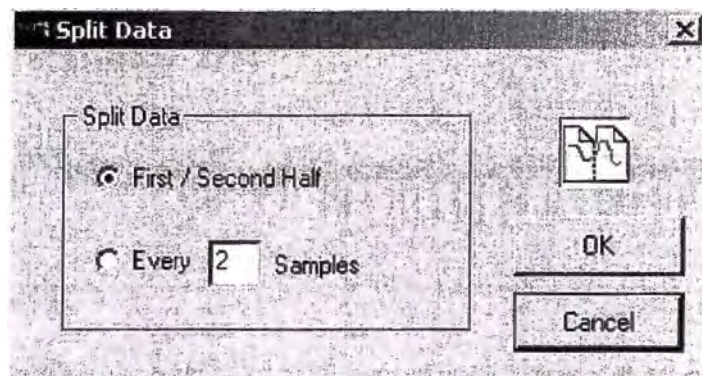 Split Data
Split Data
First / Second Half
Every 2 Samples
OK
Cancel